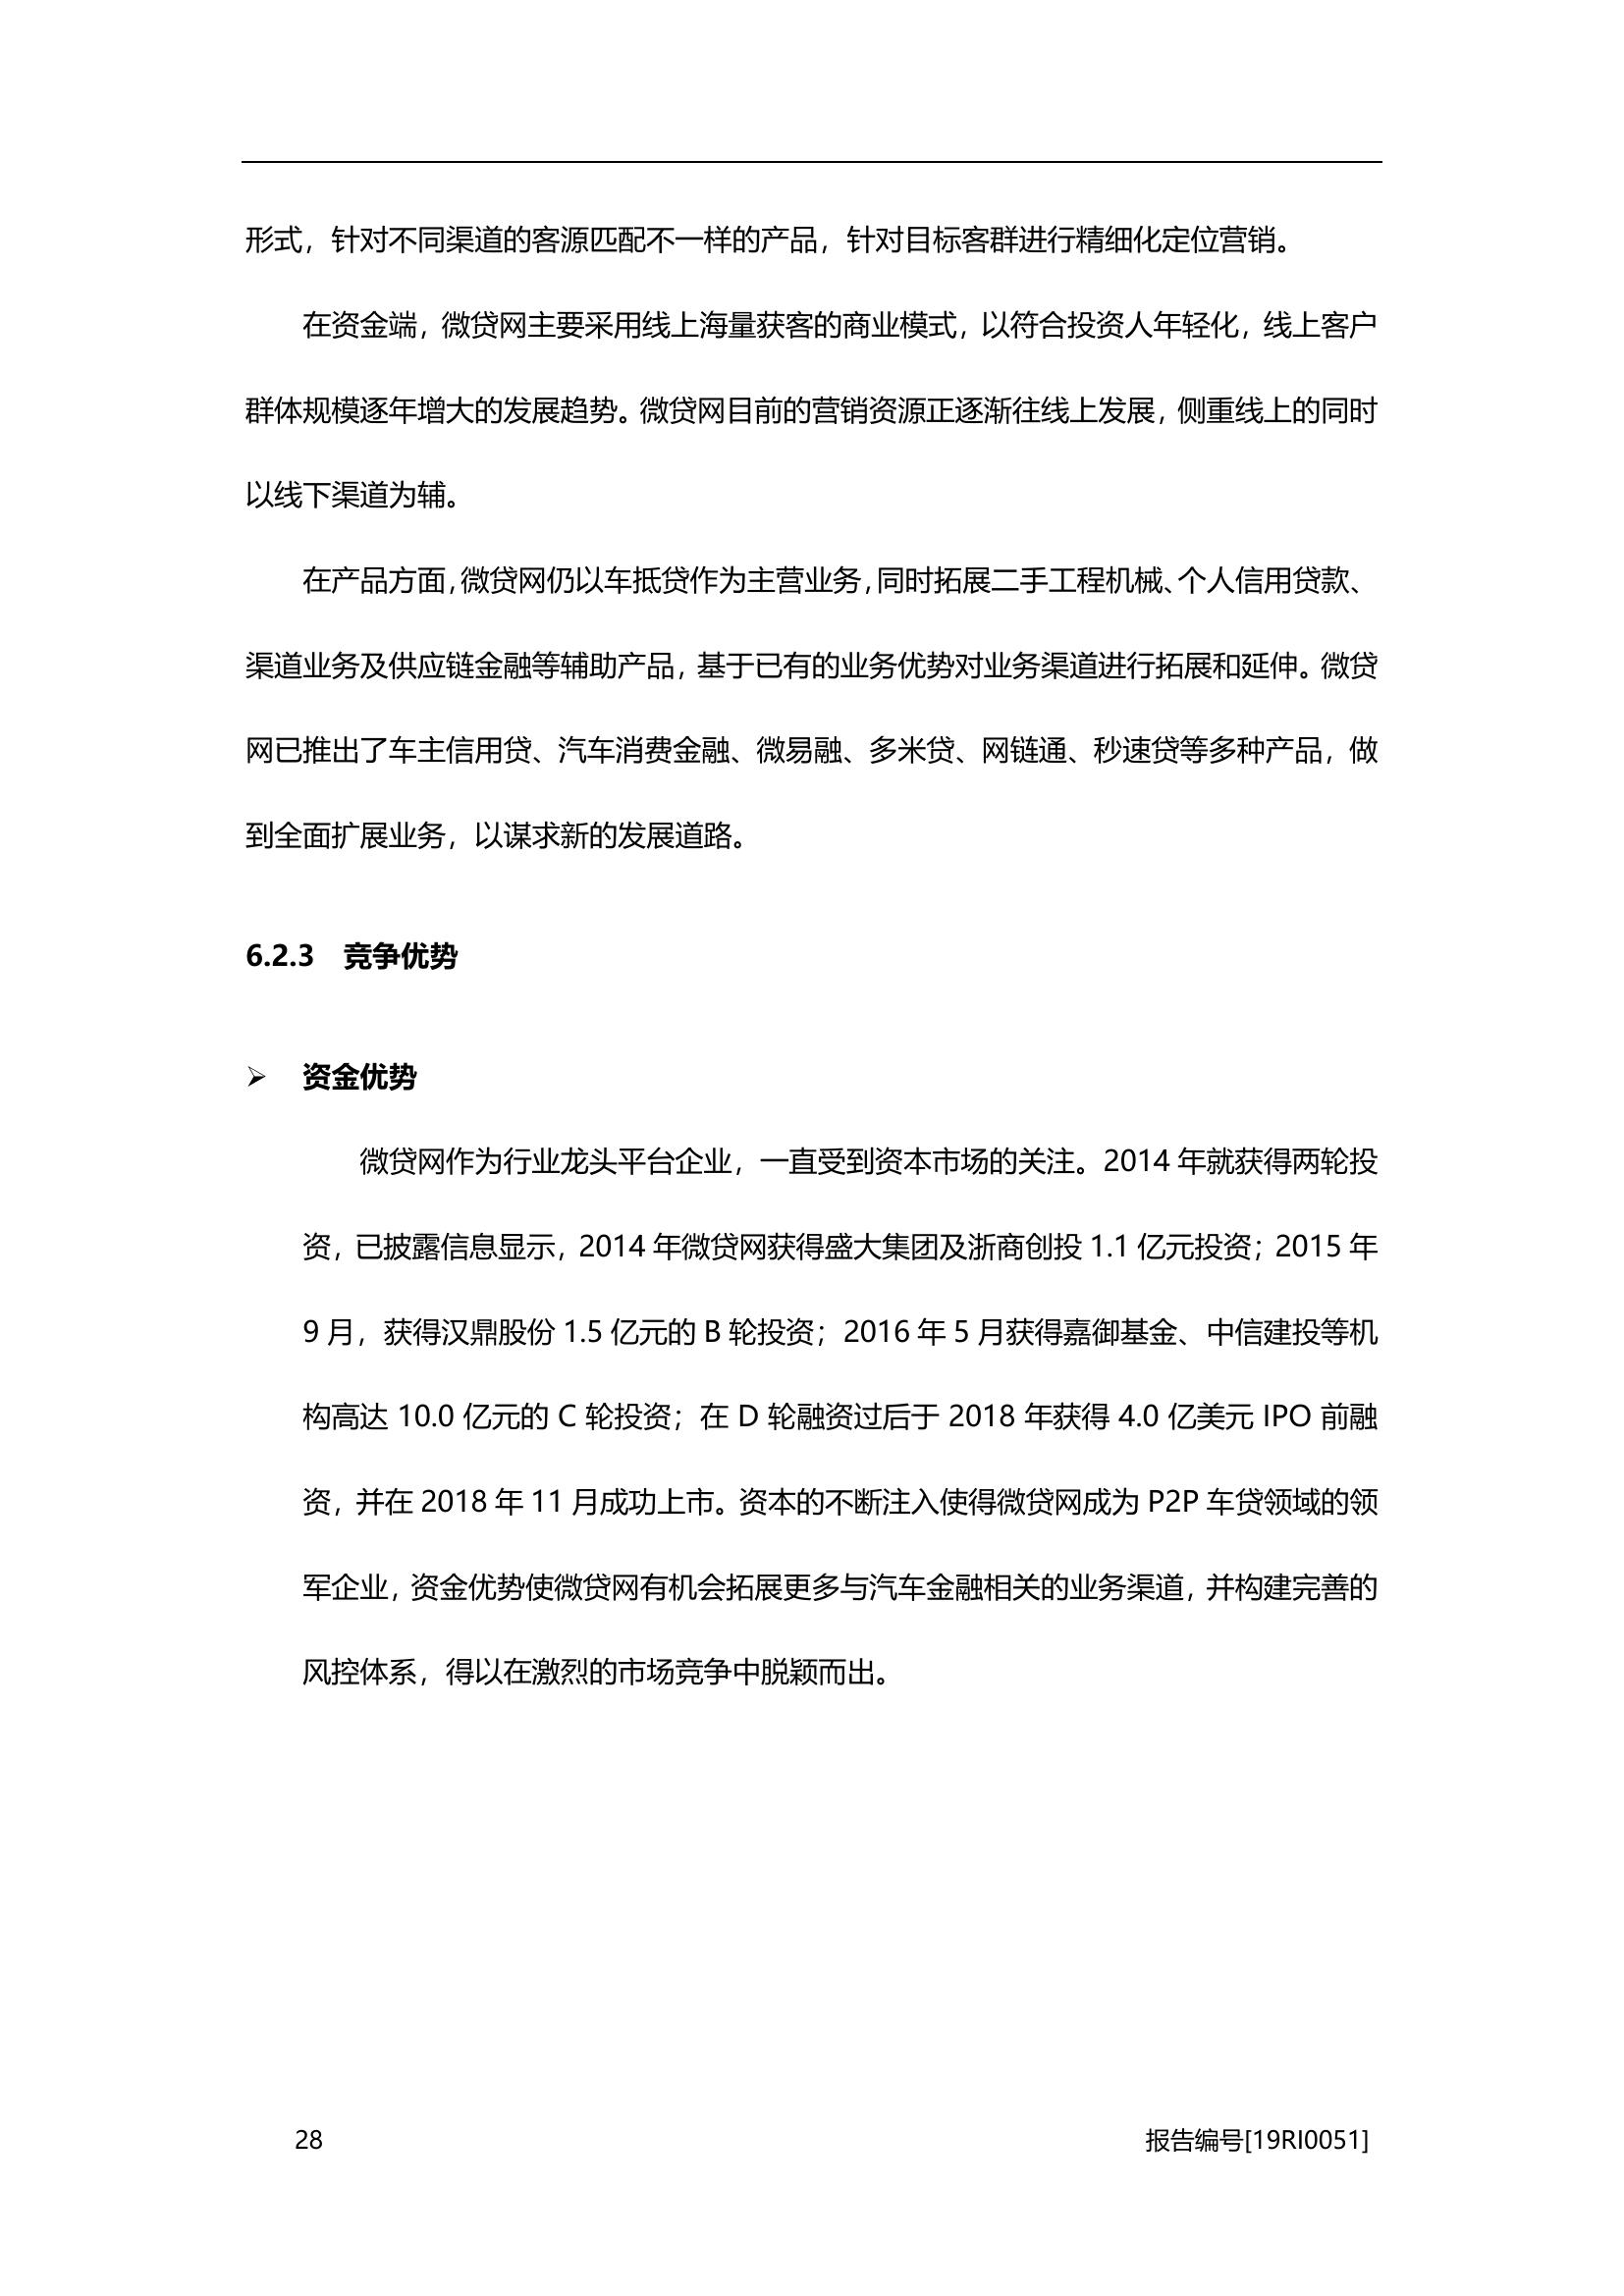 形式，针对不同渠道的客源匹配不一样的产品，针对目标客群进行精细化定位营销。
在资金端，微贷网主要采用线上海量获客的商业模式，以符合投资人年轻化，线上客户
群体规模逐年增大的发展趋势。微贷网目前的营销资源正逐渐往线上发展，侧重线上的同时
以线下渠道为辅。
在产品方面，微贷网仍以车抵贷作为主营业务，同时拓展二手工程机械、个人信用贷款、
渠道业务及供应链金融等辅助产品，基于已有的业务优势对业务渠道进行拓展和延伸。微贷
网已推出了车主信用贷、汽车消费金融、微易融、多米贷、网链通、秒速贷等多种产品，做
到全面扩展业务，以谋求新的发展道路。
6.2.3 竞争优势
➢ 资金优势
微贷网作为行业龙头平台企业，一直受到资本市场的关注。2014 年就获得两轮投
资，已披露信息显示，2014 年微贷网获得盛大集团及浙商创投 1.1 亿元投资；2015 年
9 月，获得汉鼎股份 1.5 亿元的 B 轮投资；2016 年 5 月获得嘉御基金、中信建投等机
构高达 10.0 亿元的 C 轮投资；在 D 轮融资过后于 2018 年获得 4.0 亿美元 IPO 前融
资，并在 2018 年 11 月成功上市。资本的不断注入使得微贷网成为 P2P 车贷领域的领
军企业，资金优势使微贷网有机会拓展更多与汽车金融相关的业务渠道，并构建完善的
风控体系，得以在激烈的市场竞争中脱颖而出。
28 报告编号[19RI0051]